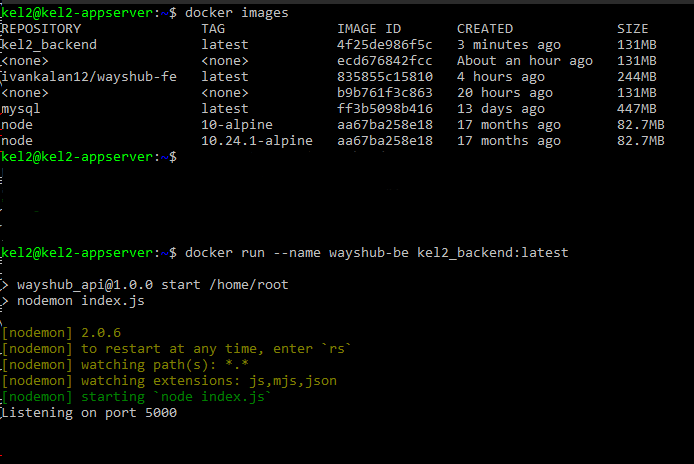 kel2@kel2-appserver:~$ docker images
REPOSITORY TAG IMAGE ID CREATED SIZE
kel2_backend latest 4f25de986f5c 3 minutes ago 131MB
<none> <none> ecd676842fcc About an hour ago 131MB
ivankalan12/wayshub-fe latest 835855c15810 4 hours ago 244MB
<none> <none> b9b761f3c863 20 hours ago 131MB
mysql latest ff3b5098b416 13 days ago 447MB
node 10-alpine aa67ba258e18 17 months ago 82.7MB
node 10.24.1-alpine aa67ba258e18 17 months ago 82.7MB
kel2@kel2-appserver:~$
kel2@kel2-appserver:~$ docker run --name wayshub-be kel2_backend:latest
> wayshub_api@1.0.0 start /home/root
> nodemon index.js
[nodemon] 2.0.6
[nodemon] to restart at any time, enter `rs`
[nodemon] watching path(s): *.*
[nodemon] watching extensions: js,mjs,json
[nodemon] starting `node index.js`
Listening on port 5000